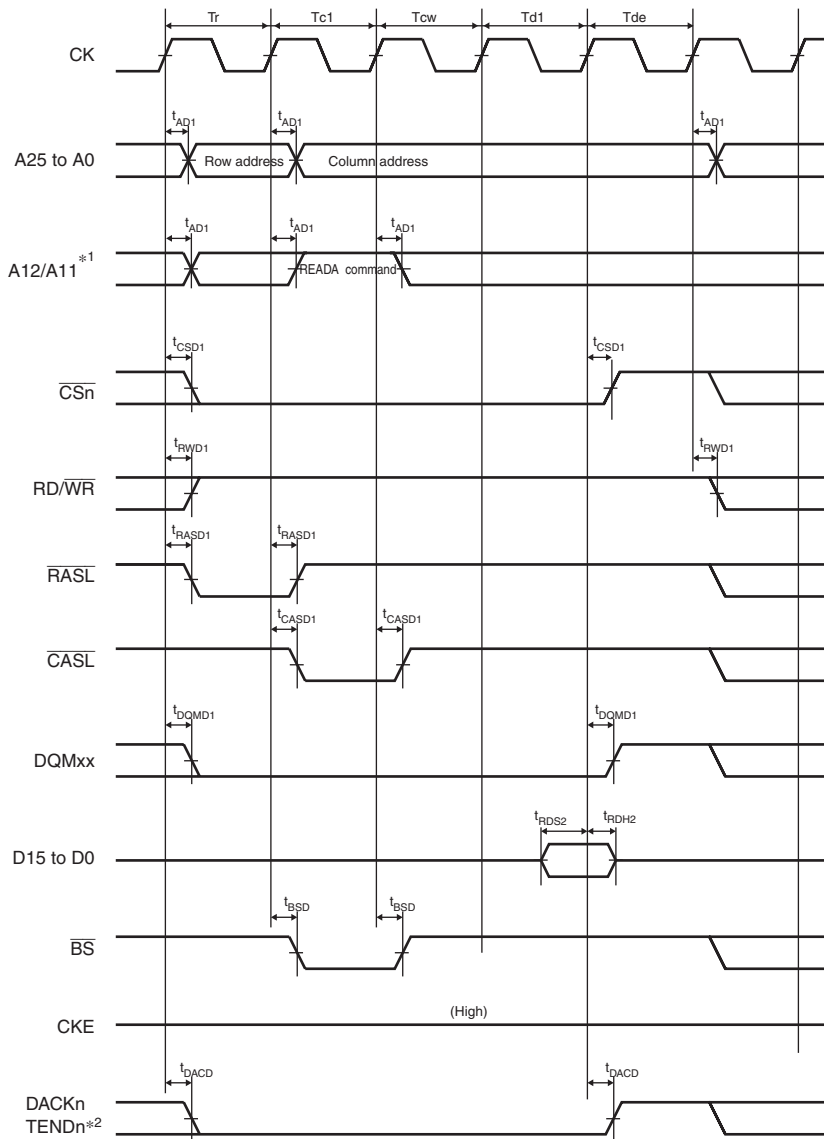 Tr Tc1 Tcw Td1 Tde
CK
tAD1 tAD1 tAD1
A25 to A0 Row address Column address
tAD1 tAD1 tAD1
A12/A11*1 READA command
tCSD1 tCSD1
CSn
tRWD1 tRWD1
RD/WR
tRASD1 tRASD1
RASL
tCASD1 tCASD1
CASL
tDQMD1 tDQMD1
DQMxx
tRDS2 tRDH2
D15 to D0
tBSD tBSD
BS
(High)
CKE
tDACD tDACD
DACKn
TENDn*2